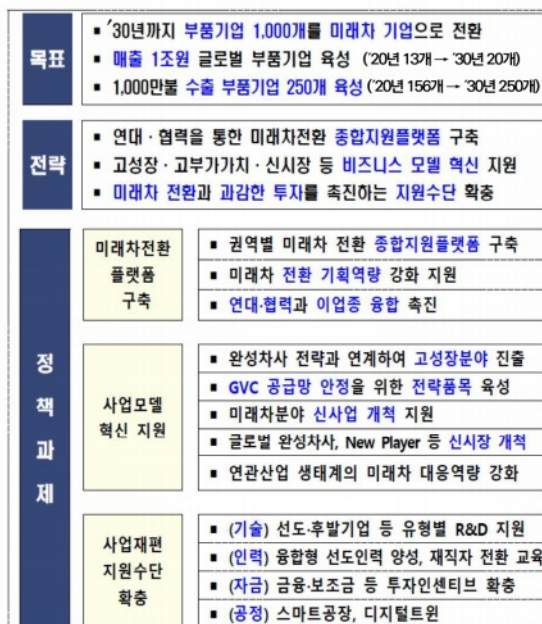 목표
▪ ’30년까지 부품기업 1,000개를 미래차 기업으로 전환
▪ 매출 1조원 글로벌 부품기업 육성 (’20년 13개→ ’30년 20개)
▪ 1,000만불 수출 부품기업 250개 육성 (’20년 156개→ ’30년 250개)
전략
▪ 연대·협력을 통한 미래차전환 종합지원플랫폼 구축
▪ 고성장·고부가가치·신시장 등 비즈니스 모델 혁신 지원
▪ 미래차 전환과 과감한 투자를 촉진하는 지원수단 확충
정
책
과
제
미래차전환
플랫폼
구축
▪ 권역별 미래차 전환 종합지원플랫폼 구축
▪ 미래차 전환 기획역량 강화 지원
▪ 연대·협력과 이업종 융합 촉진
사업모델
혁신 지원
▪ 완성차사 전략과 연계하여 고성장분야 진출
▪ GVC 공급망 안정을 위한 전략품목 육성
▪ 미래차분야 신사업 개척 지원
▪ 글로벌 완성차사, New Player 등 신시장 개척
▪ 연관산업 생태계의 미래차 대응역량 강화
사업재편
지원수단
확충
▪ (기술) 선도·후발기업 등 유형별 R&D 지원
▪ (인력) 융합형 선도인력 양성, 재직자 전환 교육
▪ (자금) 금융·보조금 등 투자인센티브 확충
▪ (공정) 스마트공장, 디지털트윈